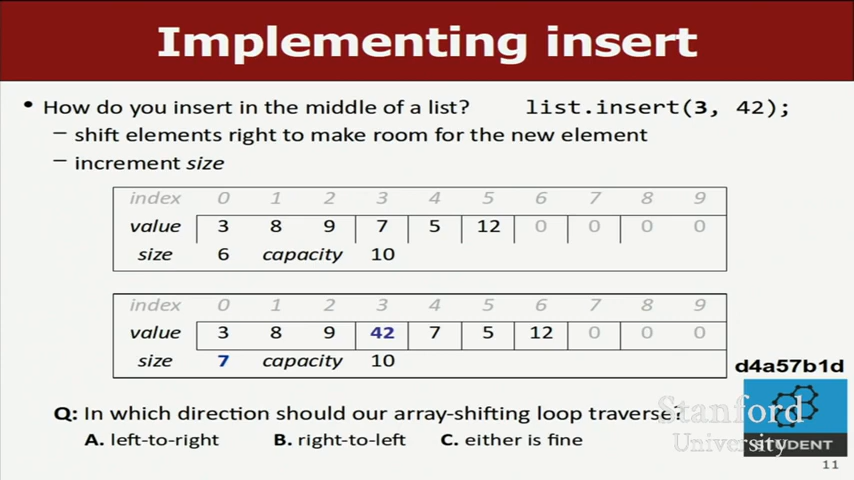 Implementing insert
• How do you insert in the middle of a list? list.insert(3, 42);
– shift elements right to make room for the new element
– increment size
index 0 1 2 3 4 5 6 7 8 9
value 3 8 9 7 5 12 0 0 0 0
size 6 capacity 10
index 0 1 2 3 4 5 6 7 8 9
value 3 8 9 42 7 5 12 0 0 0
size 7 capacity 10
d4a57b1d
Q: In which direction should our array-shifting loop traverse?
A. left-to-right B. right-to-left C. either is fine
Stanford
University
STUDENT
11